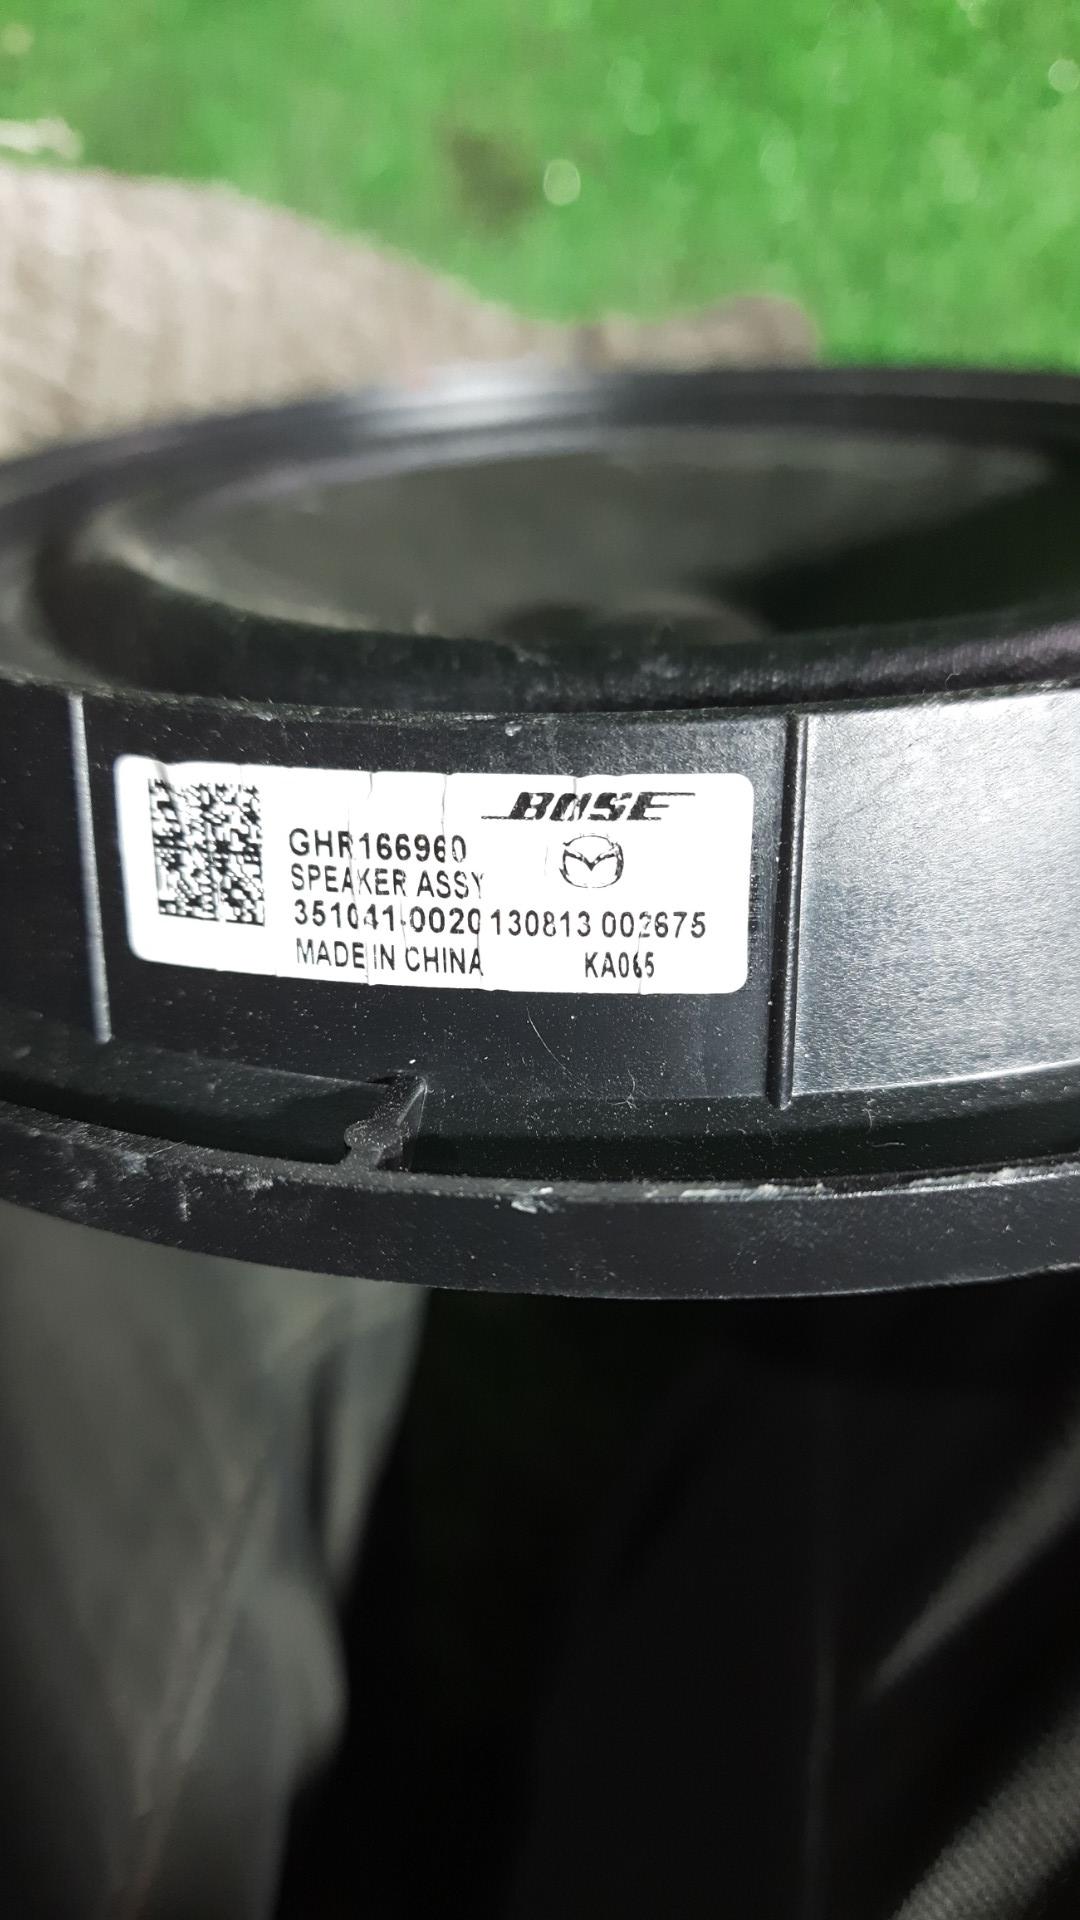 BOSE
GHR166960
SPEAKER ASSY
351041-0020 130813 002675
MADE IN CHINA KA065